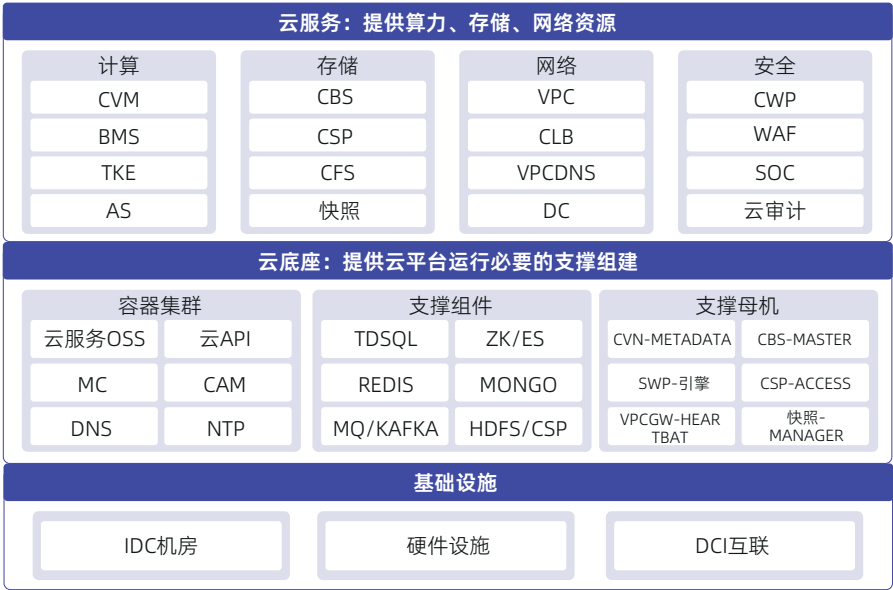 云服务：提供算力、存储、网络资源
计算
存储
网络
安全
CVM
CBS
VPC
CWP
BMS
CSP
CLB
WAF
TKE
CFS
VPCDNS
SOC
AS
快照
DC
云审计
云底座：提供云平台运行必要的支撑组建
容器集群
支撑组件
支撑母机
云服务OSS
云API
TDSQL
ZK/ES
CVN-METADATA
CBS-MASTER
MC
CAM
REDIS
MONGO
SWP-引擎
CSP-ACCESS
DNS
NTP
MQ/KAFKA
HDFS/CSP
VPCGW-HEAR
TBAT
快照-
MANAGER
基础设施
IDC机房
硬件设施
DCI互联